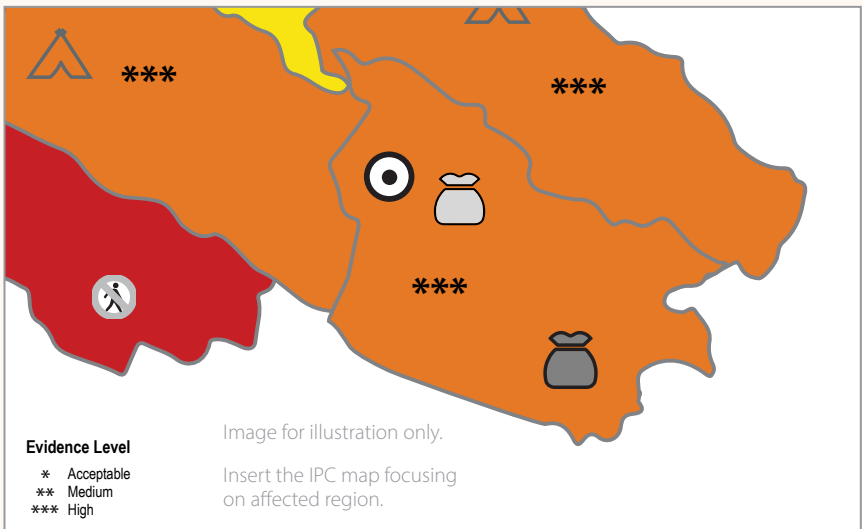 ***
***
***
Image for illustration only.
Insert the IPC map focusing
on affected region.
Evidence Level
* Acceptable
** Medium
*** High